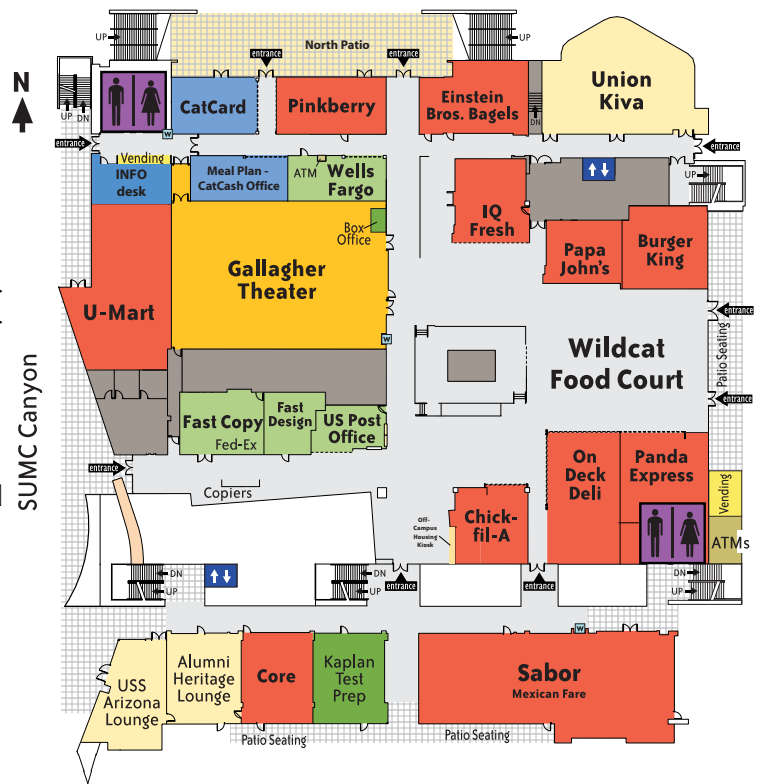 UP
UP
DN
North Patio
DN
entrance
entrance
N
CatCard
Pinkberry
Einstein
Bros. Bagels
Union
Kiva
UP
DN
DN
W
entrance
entrance
Vending
INFO
desk
Meal Plan -
CatCash Office
ATM
Wells
Fargo
UP
IQ
Fresh
Box
Office
Papa
John's
Burger
King
Gallagher
Theater
U-Mart
entrance
W
Patio Seating
Wildcat
Food Court
SUMC Canyon
entrance
Fast Copy
Fed-Ex
Fast
Design
US Post
Office
On
Deck
Deli
Panda
Express
entrance
Copiers
Vending
Off-
Campus
Housing
Kiosk
Chick-
fil-A
ATMs
DN
UP
DN
UP
entrance
entrance
DN
UP
W
USS
Arizona
Lounge
Alumni
Heritage
Lounge
Core
Kaplan
Test
Prep
Sabor
Mexican Fare
Patio Seating
Patio Seating